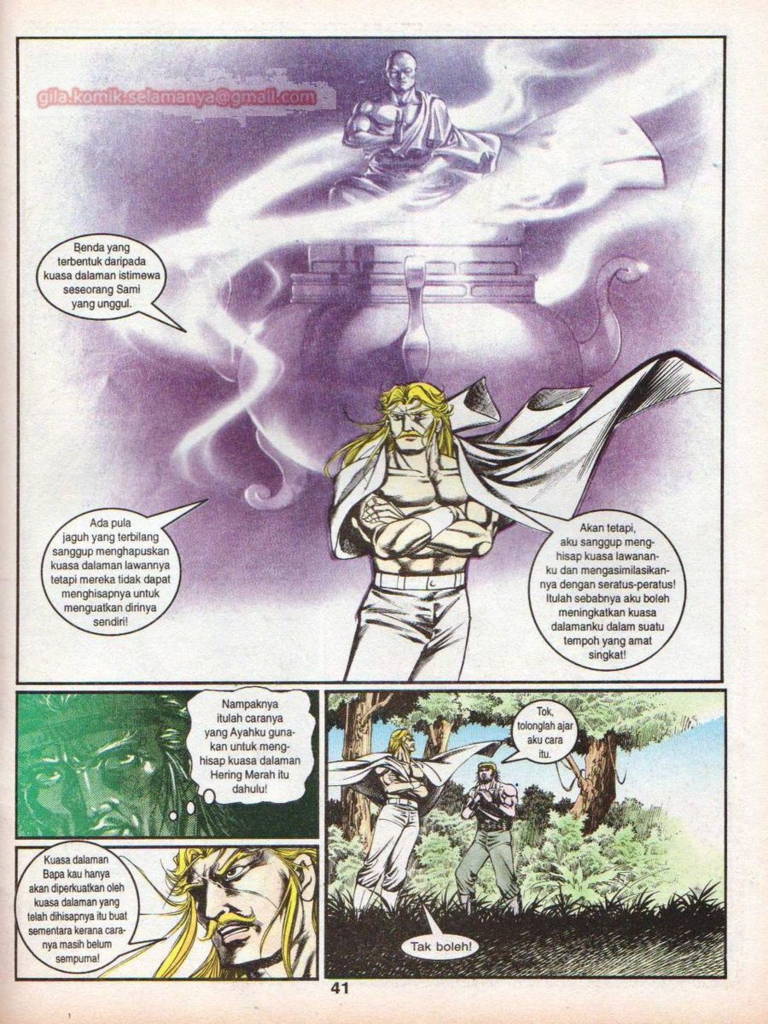 gila.komik.selamanya@gmail.com
Benda yang
terbentuk daripada
kuasa dalaman istimewa
seseorang Sami
yang unggul.
Ada pula
jaguh yang terbilang
sanggup menghapuskan
kuasa dalaman lawannya
tetapi mereka tidak dapat
menghisapnya untuk
menguatkan dirinya
sendiri!
Akan tetapi,
aku sanggup meng-
hisap kuasa lawanan-
ku dan mengasimilasikan-
nya dengan seratus-peratus!
Itulah sebabnya aku boleh
meningkatkan kuasa
dalamanku dalam suatu
tempoh yang amat
singkat!
Nampaknya
itulah caranya
yang Ayahku guna-
kan untuk meng-
hisap kuasa dalaman
Hering Merah itu
dahulu!
Tok,
tolonglah ajar
aku cara
itu.
Kuasa dalaman
Bapa kau hanya
akan diperkuatkan oleh
kuasa dalaman yang
telah dihisapnya itu buat
sementara kerana cara-
nya masih belum
sempurna!
Tak boleh!
41